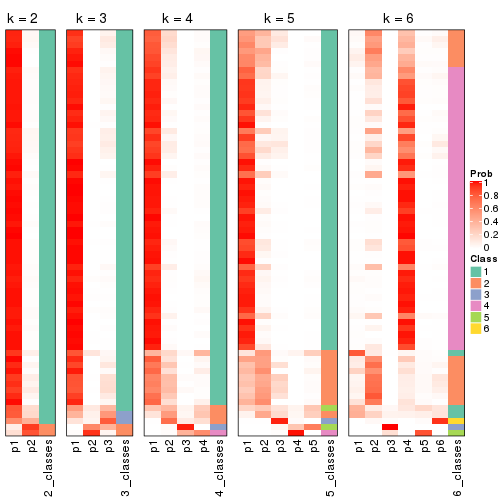 k = 2
k = 3
k = 4
k = 5
k = 6
Prob
1
0.8
0.6
0.4
0.2
0
Class
1
2
3
4
5
6
p1
p2
2_classes
p1
p2
p3
3_classes
p1
p2
p3
p4
4_classes
p1
p2
p3
p4
p5
5_classes
p1
p2
p3
p4
p5
p6
6_classes